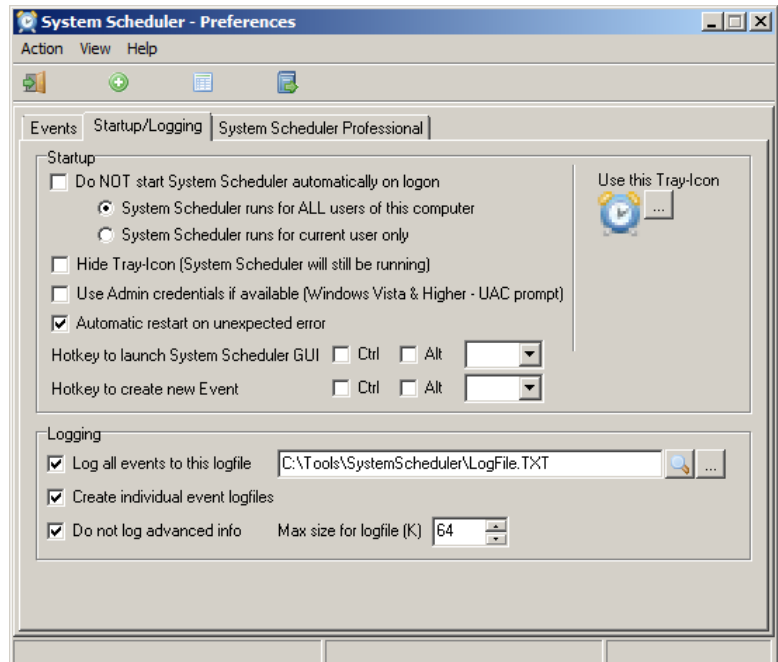 System Scheduler - Preferences
Action View Help
Events Startup/Logging System Scheduler Professional
Startup
Do NOT start System Scheduler automatically on logon
Use this Tray-Icon
System Scheduler runs for ALL users of this computer
...
System Scheduler runs for current user only
Hide Tray-Icon (System Scheduler will still be running)
Use Admin credentials if available (Windows Vista & Higher - UAC prompt)
Automatic restart on unexpected error
Hotkey to launch System Scheduler GUI Ctrl Alt
Hotkey to create new Event Ctrl Alt
Logging
Log all events to this logfile C:\Tools\SystemScheduler\LogFile.TXT ...
Create individual event logfiles
Do not log advanced info Max size for logfile (K) 64